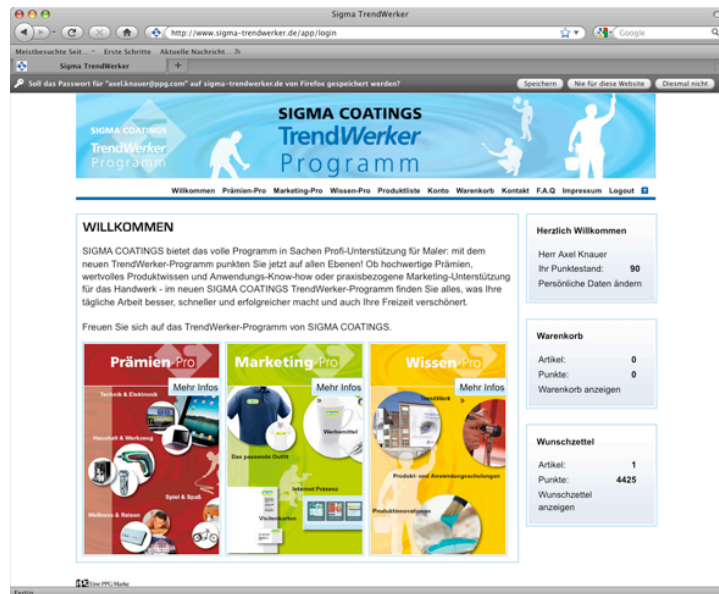 Sigma TrendWerker
http://www.sigma-trendwerker.de/app/login
Google
Meistbesuchte Seit... Erste Schritte Aktuelle Nachricht...
Sigma TrendWerker
Soll das Passwort für "axel.knauer@ppg.com" auf sigma-trendwerker.de von Firefox gespeichert werden? Speichern Nie für diese Website Diesmal nicht
SIGMA COATINGS
TrendWerker
Programm
SIGMA COATINGS
TrendWerker
Programm
Willkommen Prämien-Pro Marketing-Pro Wissen-Pro Produktliste Konto Warenkorb Kontakt F.A.Q Impressum Logout
WILLKOMMEN
SIGMA COATINGS bietet das volle Programm in Sachen Profi-Unterstützung für Maler: mit dem
neuen TrendWerker-Programm punkten Sie jetzt auf allen Ebenen! Ob hochwertige Prämien,
wertvolles Produktwissen und Anwendungs-Know-how oder praxisbezogene Marketing-Unterstützung
für das Handwerk - im neuen SIGMA COATINGS TrendWerker-Programm finden Sie alles, was Ihre
tägliche Arbeit besser, schneller und erfolgreicher macht und auch Ihre Freizeit verschönert.
Freuen Sie sich auf das TrendWerker-Programm von SIGMA COATINGS.
Prämien-Pro
Mehr Infos
Technik & Elektronik
Haushalt & Werkzeug
Spiel & Spaß
Wellness & Reisen
Marketing-Pro
Mehr Infos
Werbemittel
Das passende Outfit
Internet Präsenz
Visitenkarten
Wissen-Pro
Mehr Infos
TrendWerk
Produkt- und Anwendungsschulungen
Produktinnovationen
Herzlich Willkommen
Herr Axel Knauer
Ihr Punktestand: 90
Persönliche Daten ändern
Warenkorb
Artikel: 0
Punkte: 0
Warenkorb anzeigen
Wunschzettel
Artikel: 1
Punkte: 4425
Wunschzettel
anzeigen
Eine PPG Marke
Fertig